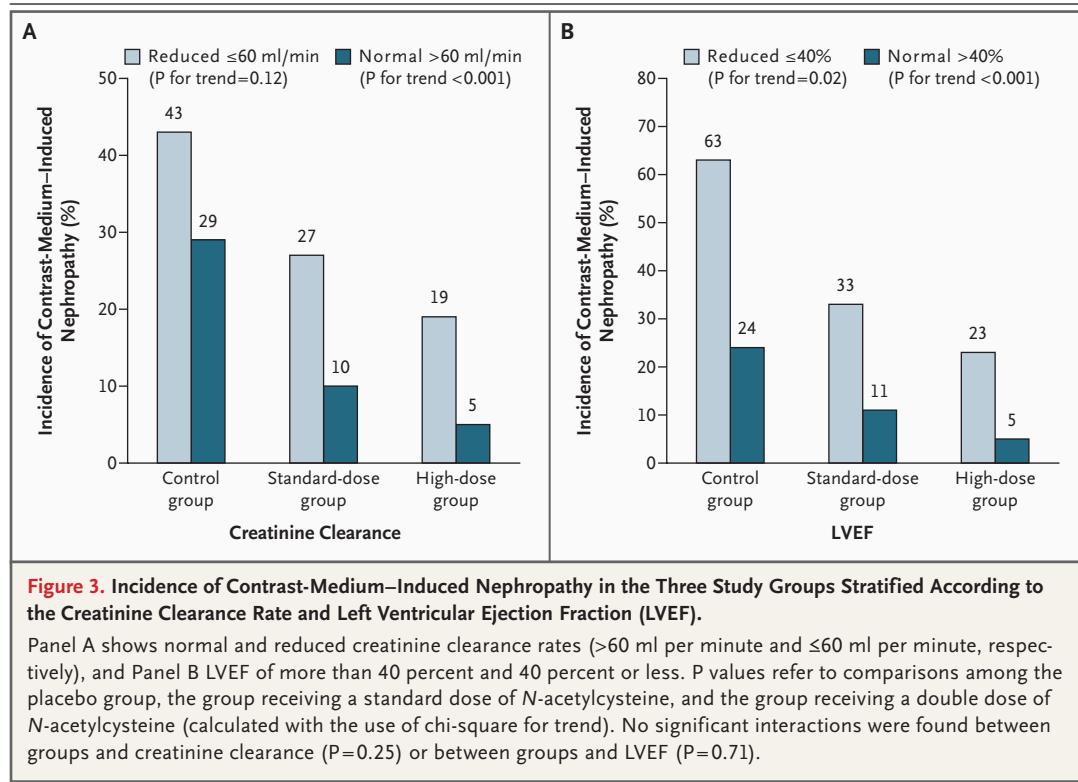 A
Reduced ≤60 ml/min
(P for trend=0.12)
Normal >60 ml/min
(P for trend <0.001)
Incidence of Contrast-Medium–Induced
Nephropathy (%)
50
40
30
20
10
0
43
29
27
10
19
5
Control
group
Standard-dose
group
High-dose
group
Creatinine Clearance
B
Reduced ≤40%
(P for trend=0.02)
Normal >40%
(P for trend <0.001)
Incidence of Contrast-Medium–Induced
Nephropathy (%)
80
70
60
50
40
30
20
10
0
63
24
33
11
23
5
Control
group
Standard-dose
group
High-dose
group
LVEF
Figure 3. Incidence of Contrast-Medium–Induced Nephropathy in the Three Study Groups Stratified According to
the Creatinine Clearance Rate and Left Ventricular Ejection Fraction (LVEF).
Panel A shows normal and reduced creatinine clearance rates (>60 ml per minute and ≤60 ml per minute, respec-
tively), and Panel B LVEF of more than 40 percent and 40 percent or less. P values refer to comparisons among the
placebo group, the group receiving a standard dose of N-acetylcysteine, and the group receiving a double dose of
N-acetylcysteine (calculated with the use of chi-square for trend). No significant interactions were found between
groups and creatinine clearance (P=0.25) or between groups and LVEF (P=0.71).